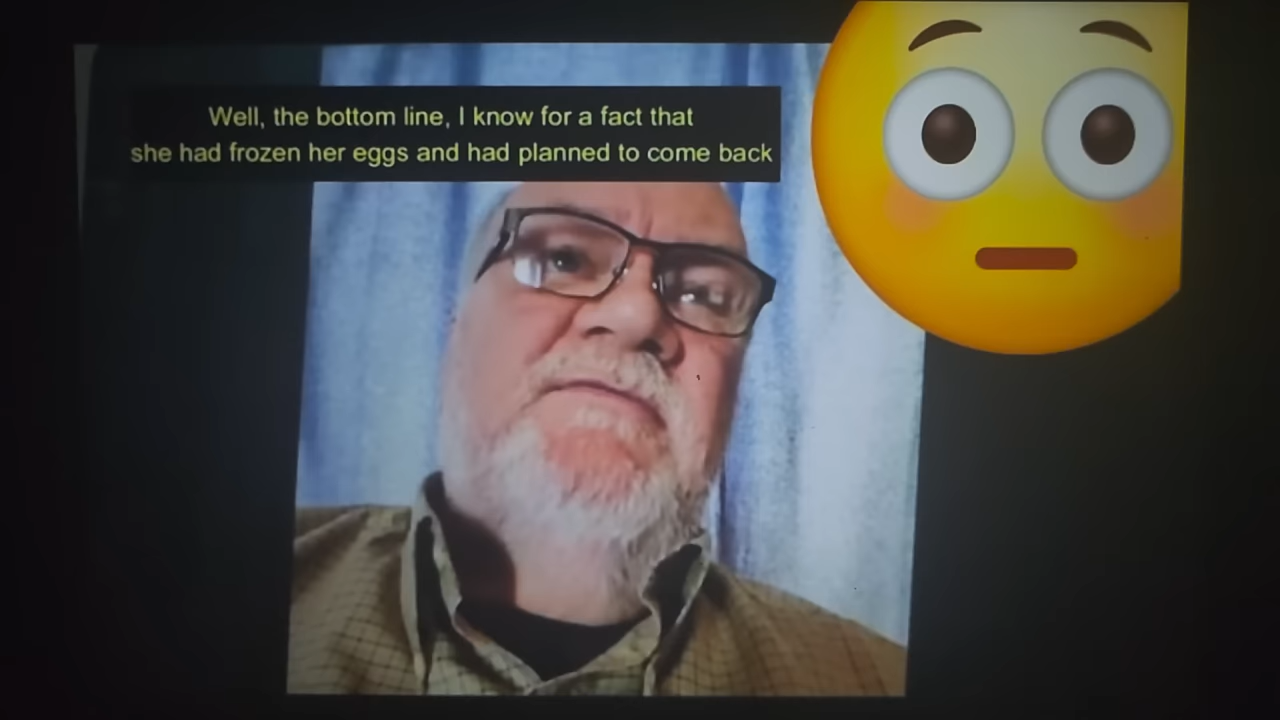 Well, the bottom line, I know for a fact that
she had frozen her eggs and had planned to come back